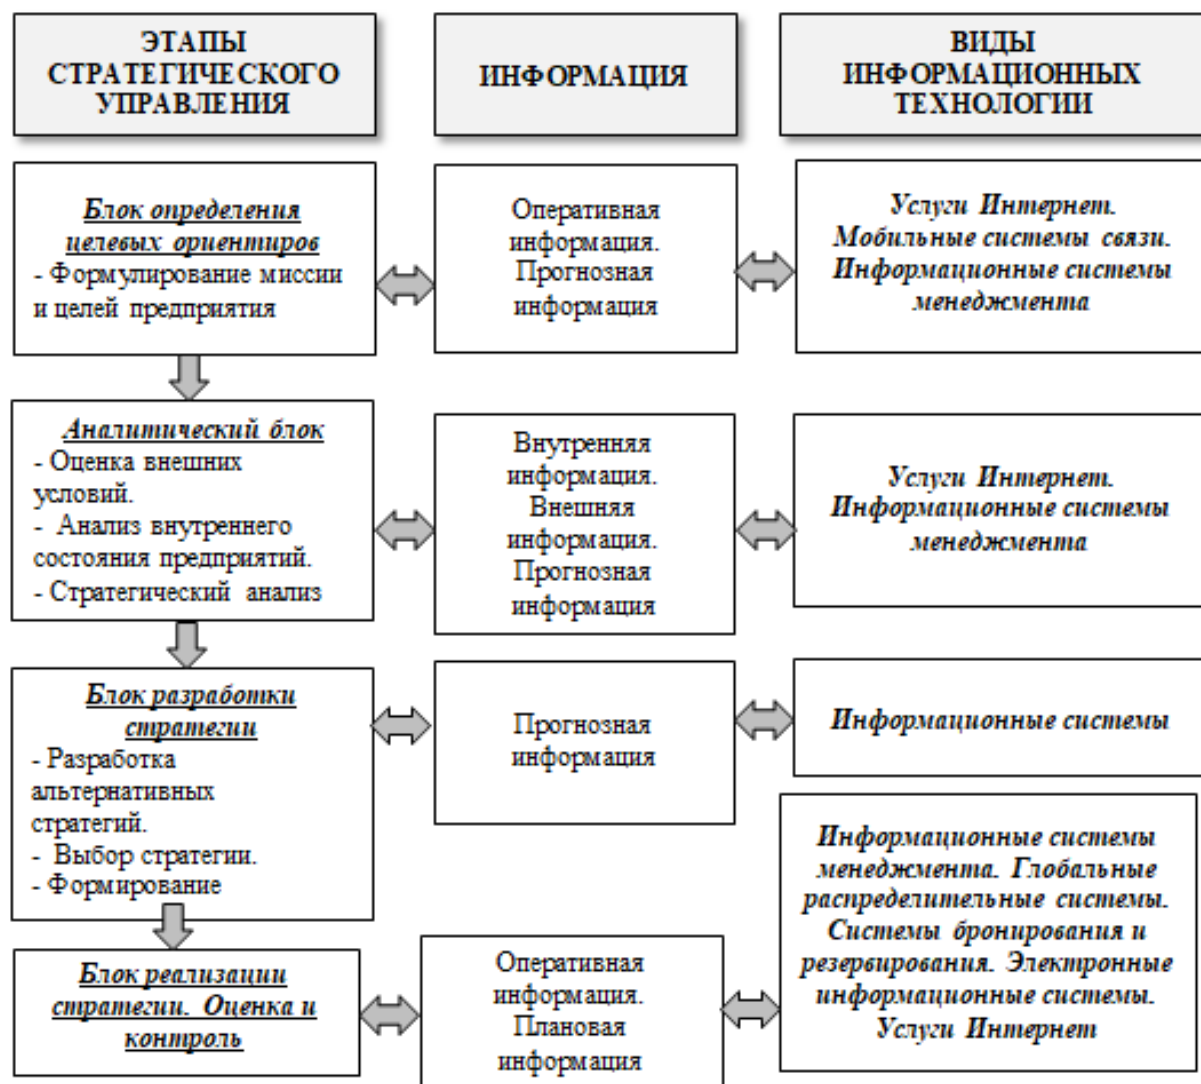 ЭТАПЫ
СТРАТЕГИЧЕСКОГО
УПРАВЛЕНИЯ
ИНФОРМАЦИЯ
ВИДЫ
ИНФОРМАЦИОННЫХ
ТЕХНОЛОГИИ
Блок определения
целевых ориентиров
- Формулирование миссии
и целей предприятия
Оперативная
информация.
Прогнозная
информация
Услуги Интернет.
Мобильные системы связи.
Информационные системы
менеджмента
Аналитический блок
- Оценка внешних
условий.
- Анализ внутреннего
состояния предприятий.
- Стратегический анализ
Внутренняя
информация.
Внешняя
информация.
Прогнозная
информация
Услуги Интернет.
Информационные системы
менеджмента
Блок разработки
стратегии
- Разработка
альтернативных
стратегий.
- Выбор стратегии.
- Формирование
Прогнозная
информация
Информационные системы
Блок реализации
стратегии. Оценка и
контроль
Оперативная
информация.
Плановая
информация
Информационные системы
менеджмента. Глобальные
распределительные системы.
Системы бронирования и
резервирования. Электронные
информационные системы.
Услуги Интернет